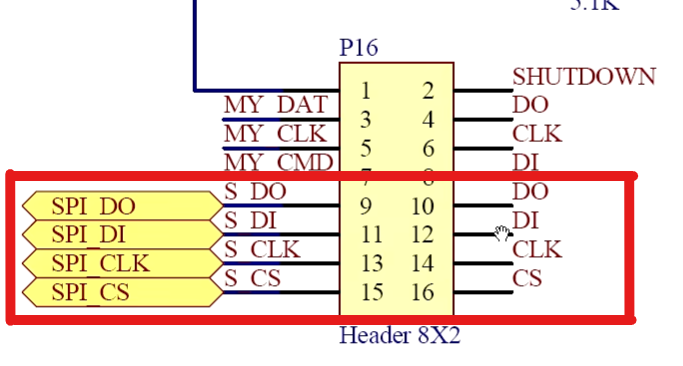 5.1K
P16
1 2 SHUTDOWN
MY_DAT 3 4 DO
MY_CLK 5 6 CLK
MY_CMD 7 8 DI
SPI_DO S_DO 9 10 DO
SPI_DI S_DI 11 12 DI
SPI_CLK S_CLK 13 14 CLK
SPI_CS S_CS 15 16 CS
Header 8X2